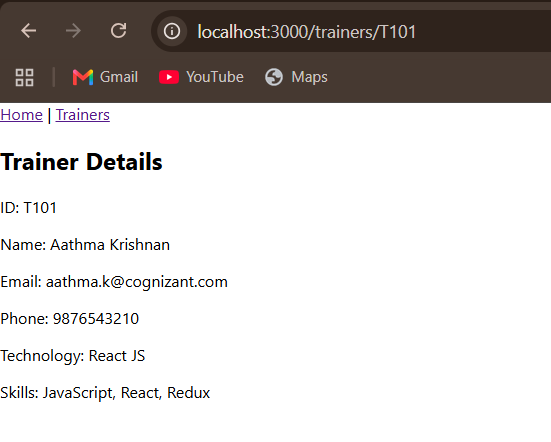 localhost:3000/trainers/T101
Gmail YouTube Maps
Home | Trainers
Trainer Details
ID: T101
Name: Aathma Krishnan
Email: aathma.k@cognizant.com
Phone: 9876543210
Technology: React JS
Skills: JavaScript, React, Redux